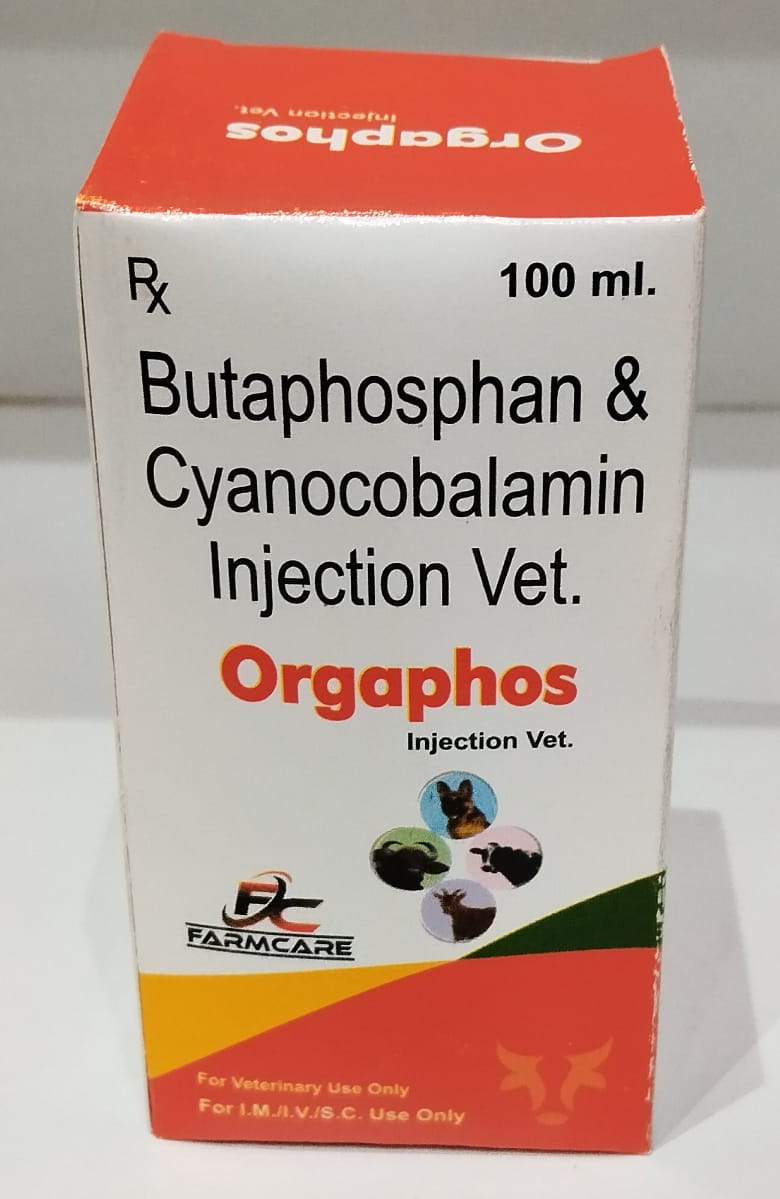 Orgaphos
Injection Vet.
Rx
100 ml.
Butaphosphan &
Cyanocobalamin
Injection Vet.
Orgaphos
Injection Vet.
FC
FARMCARE
For Veterinary Use Only
For I.M./I.V./S.C. Use Only